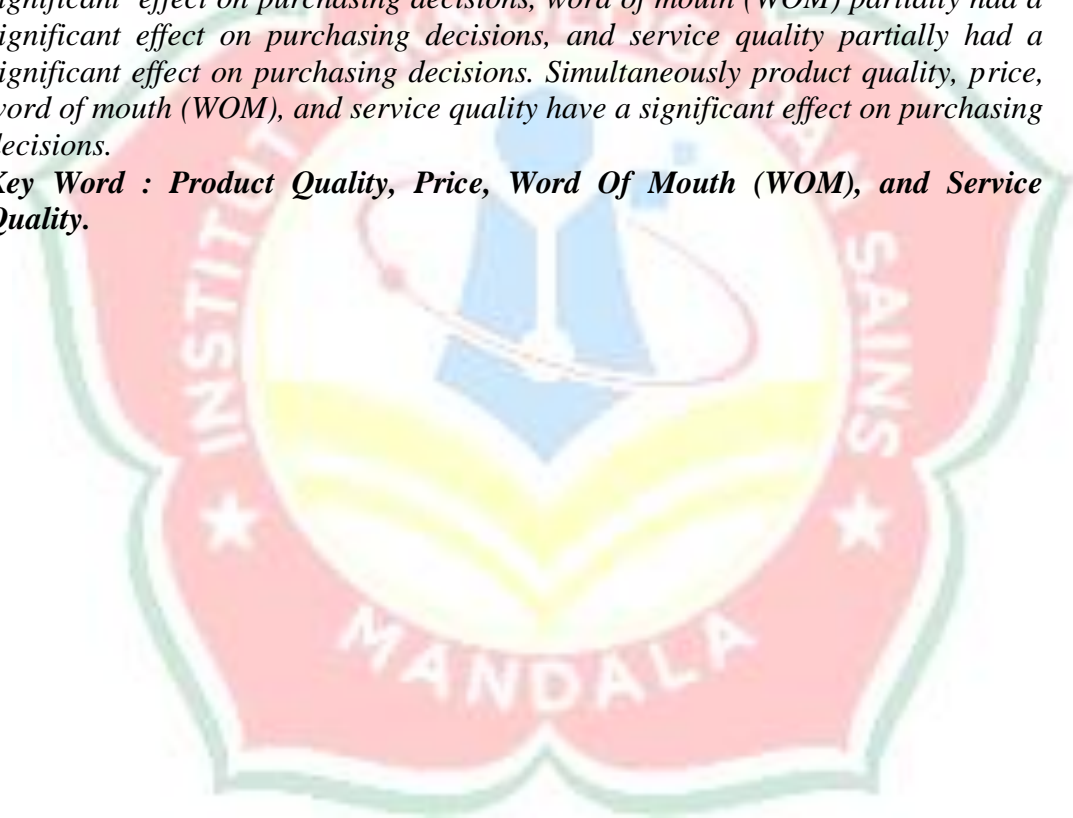 significant effect on purchasing decisions, word of mouth (WOM) partially had a
significant effect on purchasing decisions, and service quality partially had a
significant effect on purchasing decisions. Simultaneously product quality, price,
word of mouth (WOM), and service quality have a significant effect on purchasing
decisions.
Key Word : Product Quality, Price, Word Of Mouth (WOM), and Service
Quality.
INSTITUT
SAINS
MANDALA